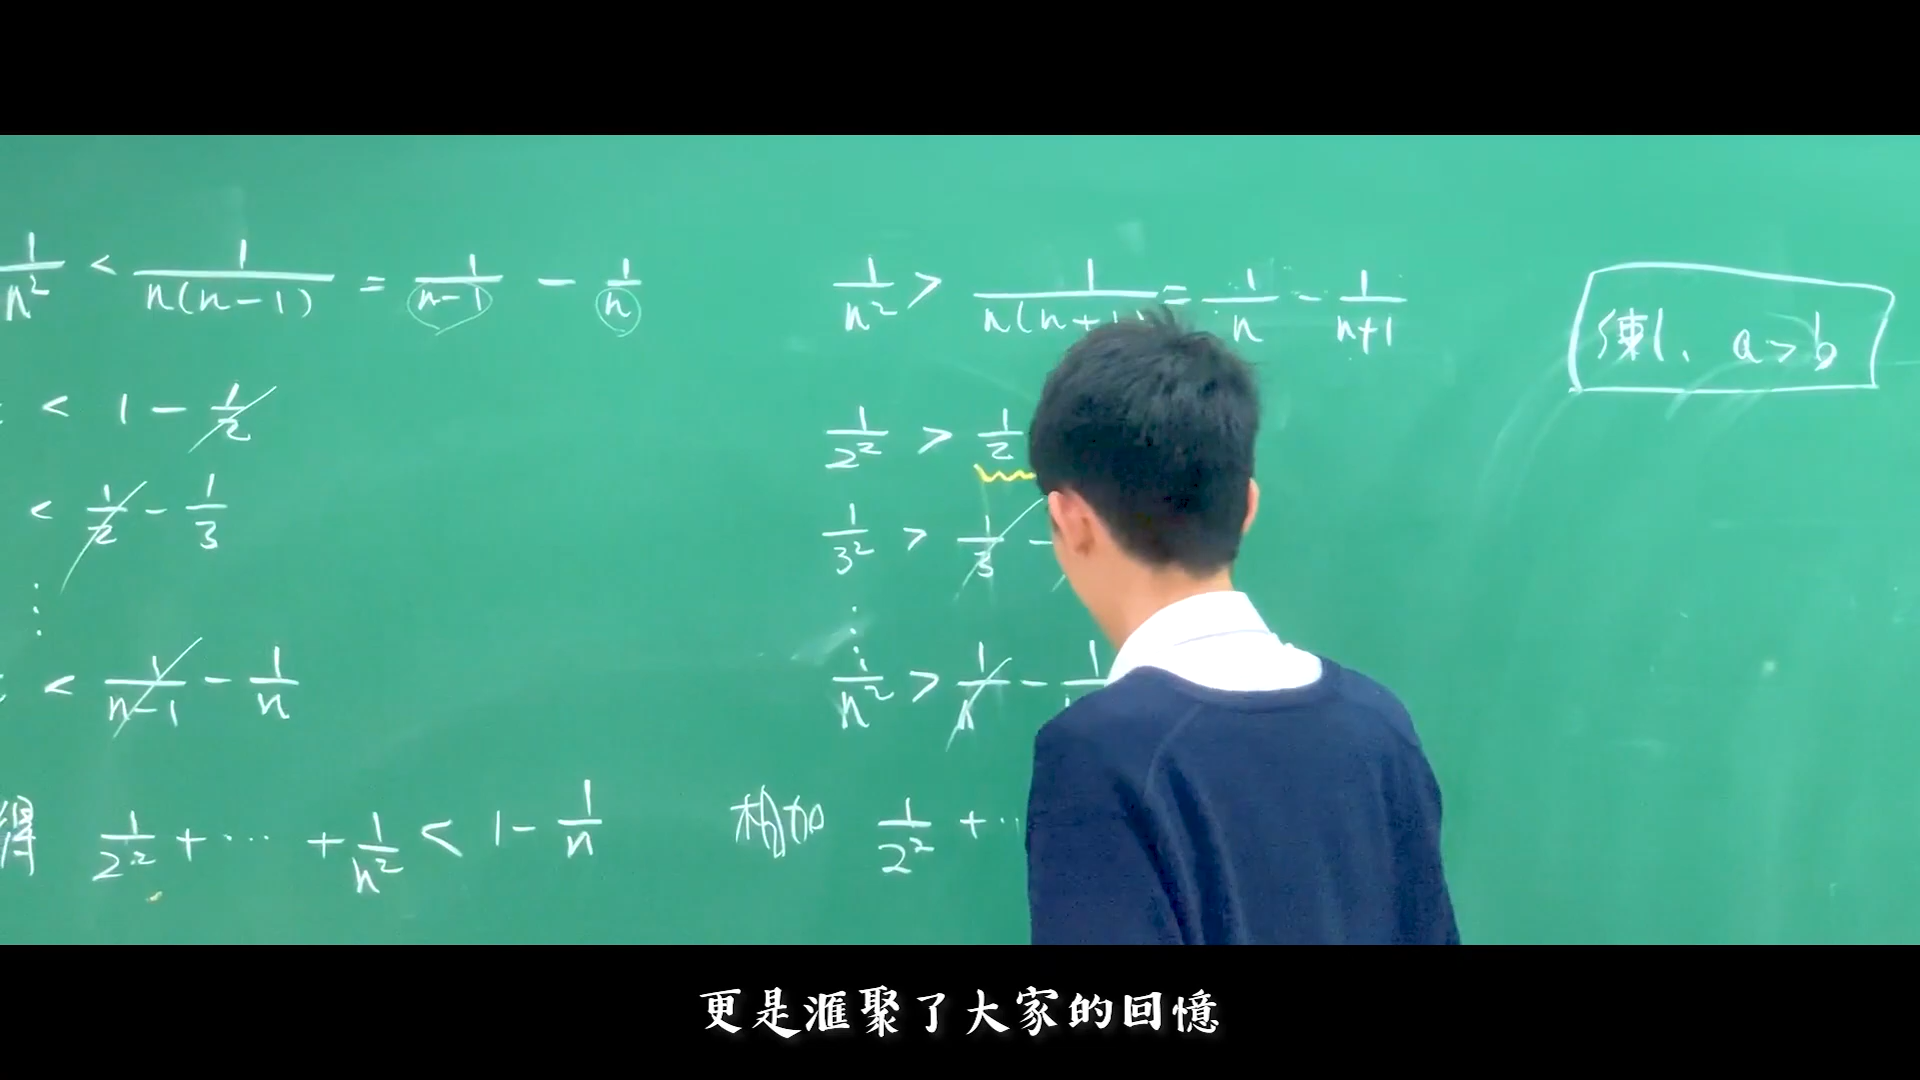 1/n² < 1/n(n-1) = 1/n-1 - 1/n
< 1 - 1/2
< 1/2 - 1/3
⋮
< 1/n-1 - 1/n
得 1/2² + ⋯ + 1/n² < 1 - 1/n
1/n² > 1/n(n+1) = 1/n - 1/n+1
1/2² > 1/2
1/3² > 1/3 -
⋮
1/n² > 1/n - 1
相加 1/2² + ⋯
練1、 a>b
更是滙聚了大家的回憶